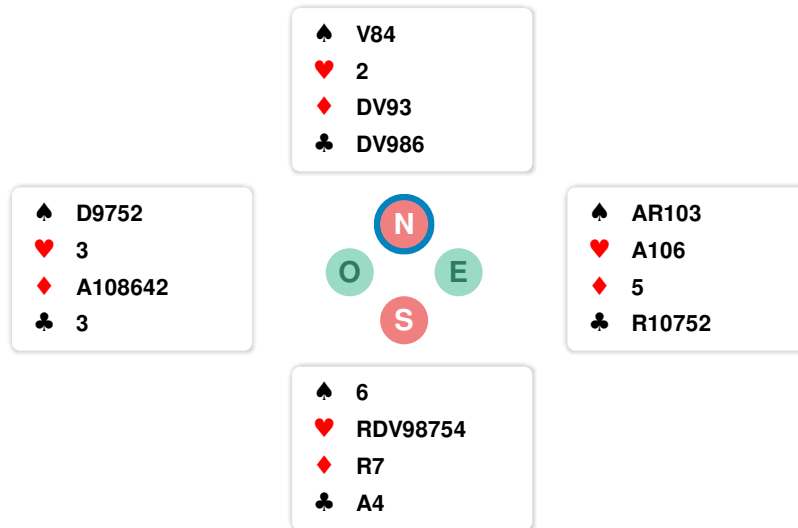 ♠ V84
♥ 2
♦ DV93
♣ DV986
♠ D9752
♥ 3
♦ A108642
♣ 3
N
O E
S
♠ AR103
♥ A106
♦ 5
♣ R10752
♠ 6
♥ RDV98754
♦ R7
♣ A4